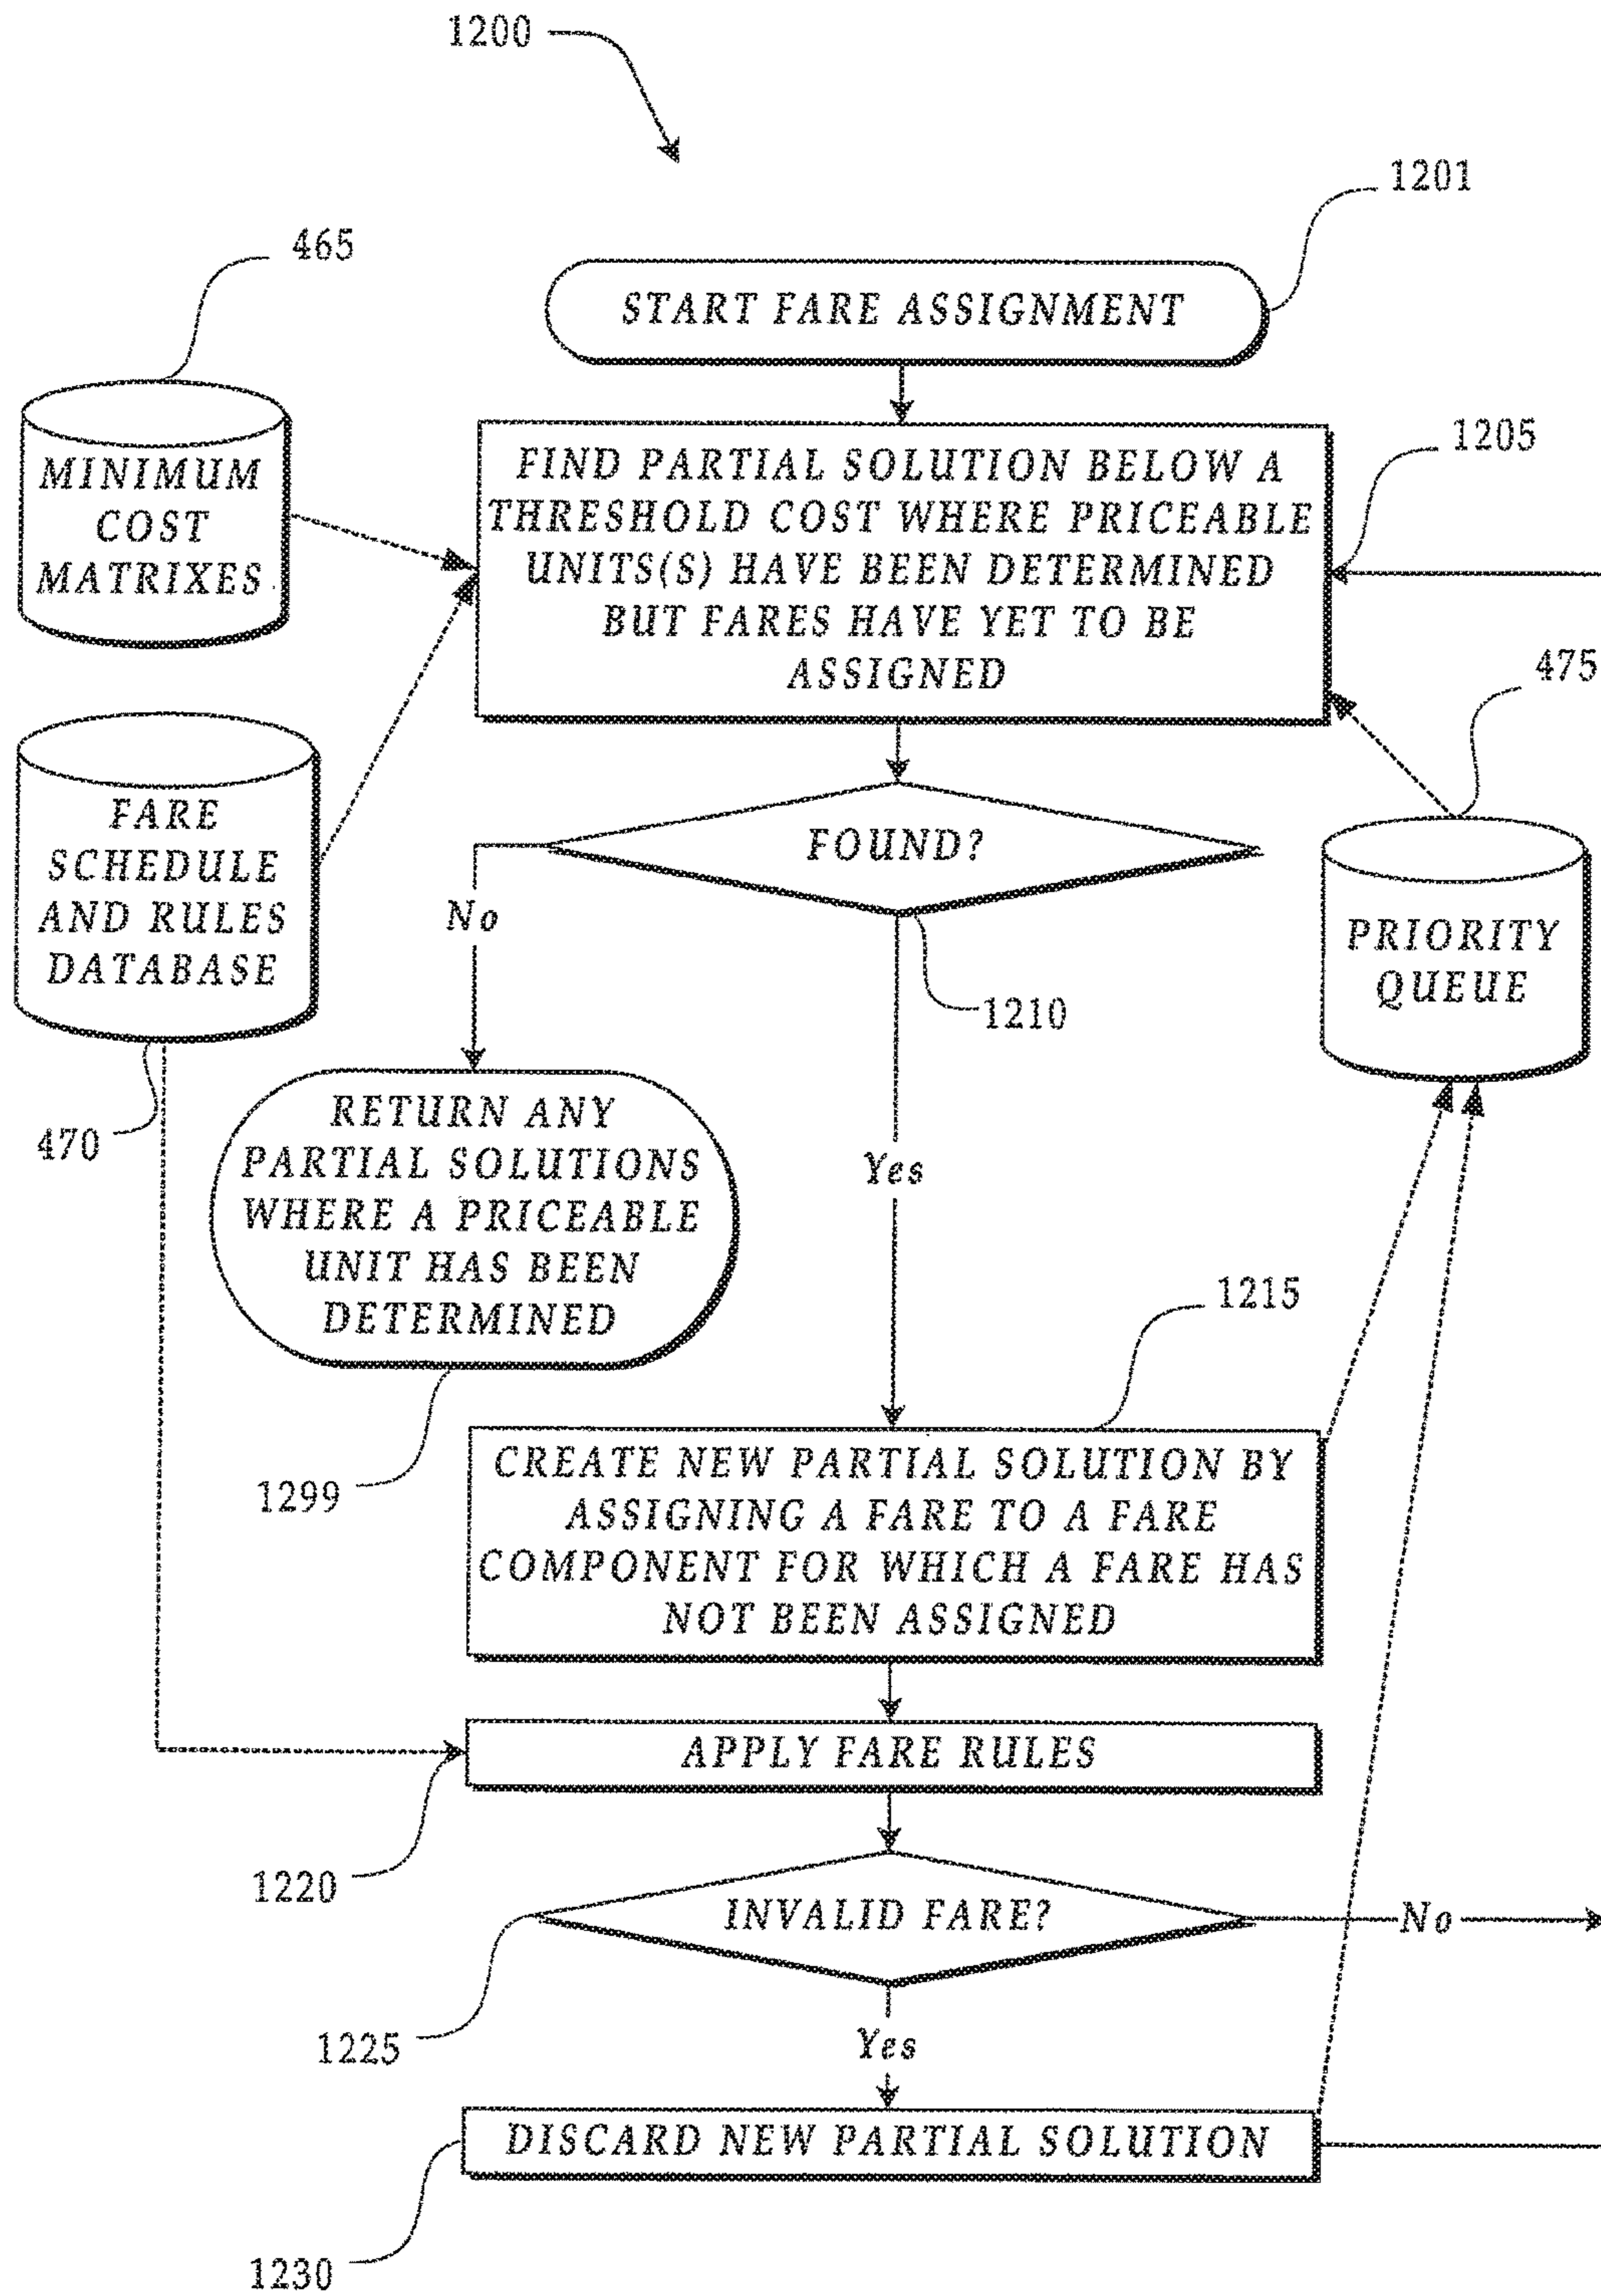 1200
1201
465
START FARE ASSIGNMENT
1205
MINIMUM
COST
MATRIXES
FIND PARTIAL SOLUTION BELOW A
THRESHOLD COST WHERE PRICEABLE
UNITS(S) HAVE BEEN DETERMINED
BUT FARES HAVE YET TO BE
ASSIGNED
475
FARE
SCHEDULE
AND RULES
DATABASE
FOUND?
No
PRIORITY
QUEUE
1210
470
RETURN ANY
PARTIAL SOLUTIONS
WHERE A PRICEABLE
UNIT HAS BEEN
DETERMINED
Yes
1215
1299
CREATE NEW PARTIAL SOLUTION BY
ASSIGNING A FARE TO A FARE
COMPONENT FOR WHICH A FARE HAS
NOT BEEN ASSIGNED
APPLY FARE RULES
1220
INVALID FARE?
No
1225
Yes
DISCARD NEW PARTIAL SOLUTION
1230